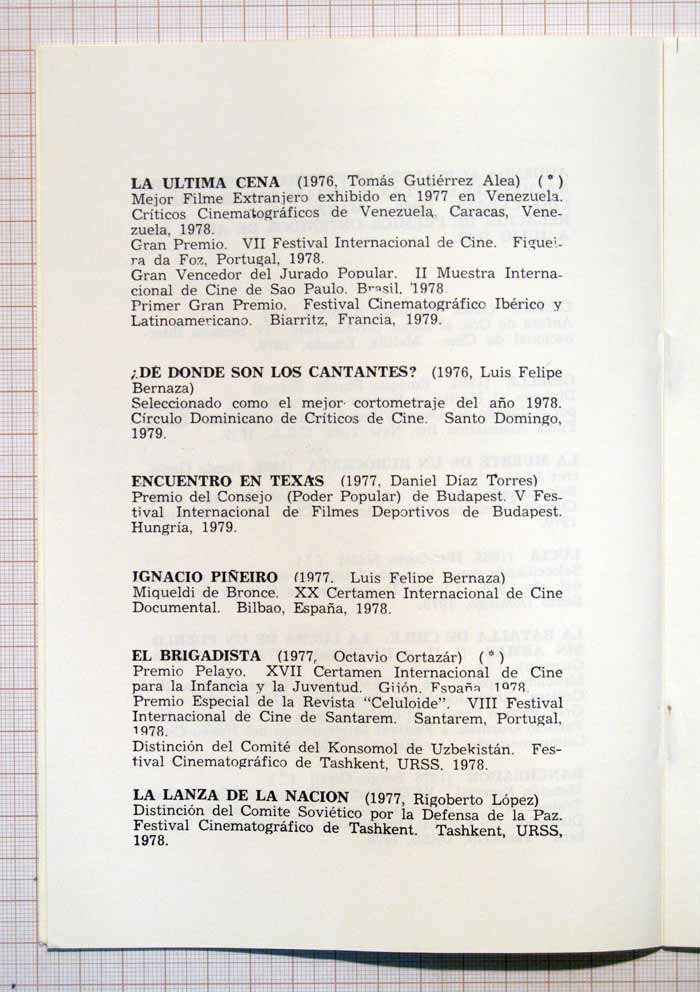 LA ULTIMA CENA (1976, Tomás Gutiérrez Alea) (*)
Mejor Filme Extranjero exhibido en 1977 en Venezuela.
Críticos Cinematográficos de Venezuela. Caracas, Vene-
zuela, 1978.
Gran Premio. VII Festival Internacional de Cine. Figuei-
ra da Foz, Portugal, 1978.
Gran Vencedor del Jurado Popular. II Muestra Interna-
cional de Cine de Sao Paulo. Brasil, 1978.
Primer Gran Premio. Festival Cinematográfico Ibérico y
Latinoamericano. Biarritz, Francia, 1979.
¿DE DONDE SON LOS CANTANTES? (1976, Luis Felipe
Bernaza)
Seleccionado como el mejor cortometraje del año 1978.
Círculo Dominicano de Críticos de Cine. Santo Domingo,
1979.
ENCUENTRO EN TEXAS (1977, Daniel Díaz Torres)
Premio del Consejo (Poder Popular) de Budapest. V Fes-
tival Internacional de Filmes Deportivos de Budapest.
Hungría, 1979.
IGNACIO PIÑEIRO (1977. Luis Felipe Bernaza)
Miqueldi de Bronce. XX Certamen Internacional de Cine
Documental. Bilbao, España, 1978.
EL BRIGADISTA (1977, Octavio Cortazár) (*)
Premio Pelayo. XVII Certamen Internacional de Cine
para la Infancia y la Juventud. Gijón. España 1978.
Premio Especial de la Revista "Celuloide". VIII Festival
Internacional de Cine de Santarem. Santarem, Portugal,
1978.
Distinción del Comité del Konsomol de Uzbekistán. Fes-
tival Cinematográfico de Tashkent, URSS. 1978.
LA LANZA DE LA NACION (1977, Rigoberto López)
Distinción del Comite Soviético por la Defensa de la Paz.
Festival Cinematográfico de Tashkent. Tashkent, URSS,
1978.